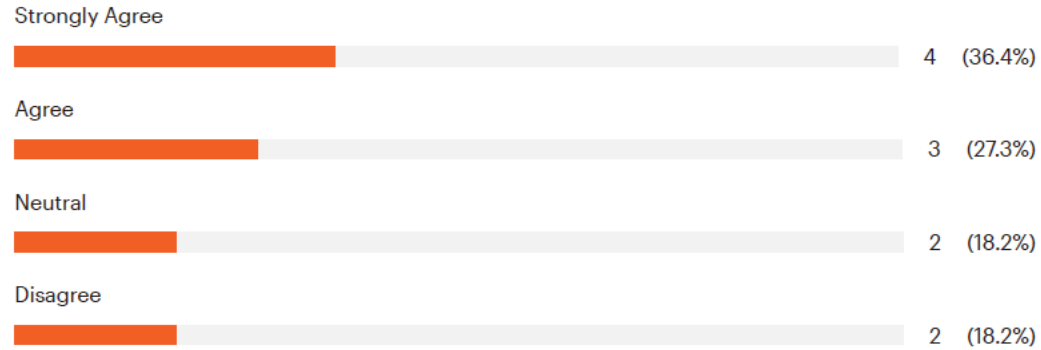 Strongly Agree
4 (36.4%)
Agree
3 (27.3%)
Neutral
2 (18.2%)
Disagree
2 (18.2%)